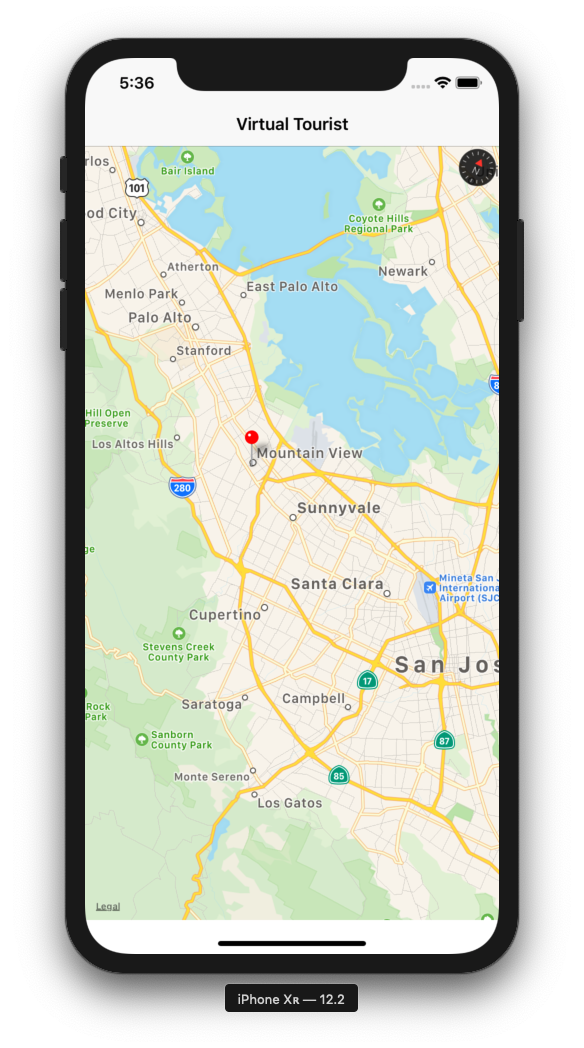 5:36
Virtual Tourist
rlos
Bair Island
101
od City
Coyote Hills
Regional Park
N
Atherton
Newark
East Palo Alto
Menlo Park
Palo Alto
Stanford
8
Hill Open
Preserve
Los Altos Hills
Mountain View
280
Sunnyvale
ge
Mineta San J
Internationa
Airport (SJC
Santa Clara
Cupertino
Stevens Creek
County Park
San Jos
17
Campbell
Saratoga
Rock
Park
Sanborn
County Park
87
Monte Sereno
85
Los Gatos
Legal
iPhone Xʀ — 12.2